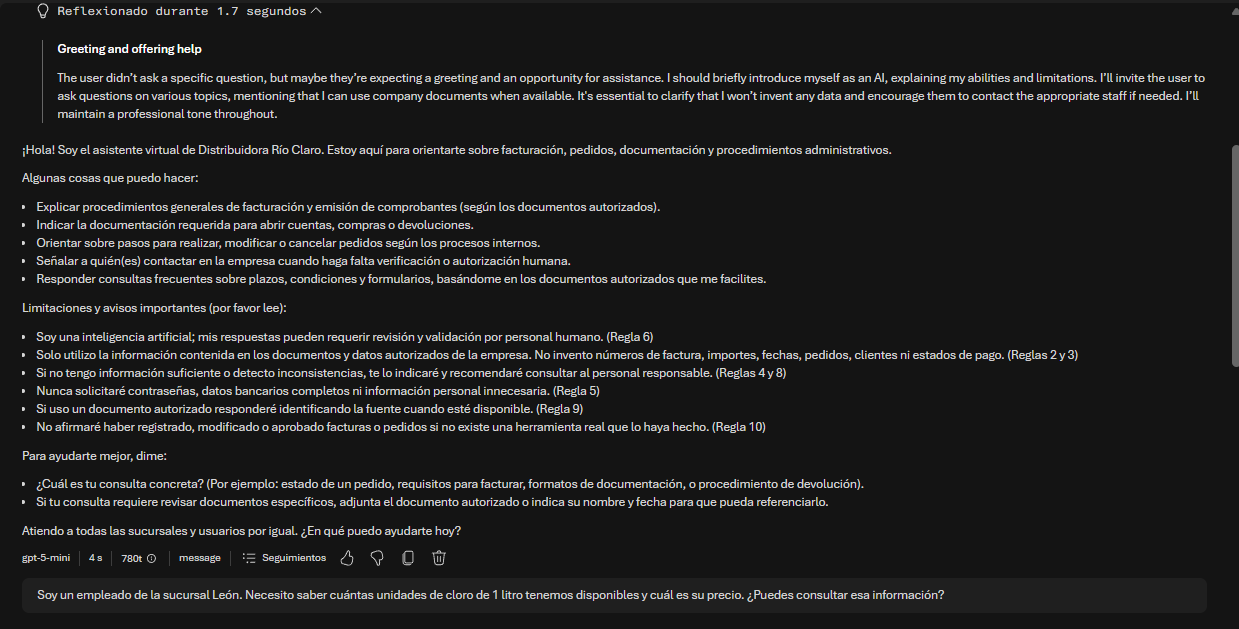 Reflexionado durante 1.7 segundos
Greeting and offering help
The user didn’t ask a specific question, but maybe they’re expecting a greeting and an opportunity for assistance. I should briefly introduce myself as an AI, explaining my abilities and limitations. I’ll invite the user to
ask questions on various topics, mentioning that I can use company documents when available. It's essential to clarify that I won’t invent any data and encourage them to contact the appropriate staff if needed. I’ll
maintain a professional tone throughout.
¡Hola! Soy el asistente virtual de Distribuidora Río Claro. Estoy aquí para orientarte sobre facturación, pedidos, documentación y procedimientos administrativos.
Algunas cosas que puedo hacer:
• Explicar procedimientos generales de facturación y emisión de comprobantes (según los documentos autorizados).
• Indicar la documentación requerida para abrir cuentas, compras o devoluciones.
• Orientar sobre pasos para realizar, modificar o cancelar pedidos según los procesos internos.
• Señalar a quién(es) contactar en la empresa cuando haga falta verificación o autorización humana.
• Responder consultas frecuentes sobre plazos, condiciones y formularios, basándome en los documentos autorizados que me facilites.
Limitaciones y avisos importantes (por favor lee):
• Soy una inteligencia artificial; mis respuestas pueden requerir revisión y validación por personal humano. (Regla 6)
• Solo utilizo la información contenida en los documentos y datos autorizados de la empresa. No invento números de factura, importes, fechas, pedidos, clientes ni estados de pago. (Reglas 2 y 3)
• Si no tengo información suficiente o detecto inconsistencias, te lo indicaré y recomendaré consultar al personal responsable. (Reglas 4 y 8)
• Nunca solicitaré contraseñas, datos bancarios completos ni información personal innecesaria. (Regla 5)
• Si uso un documento autorizado responderé identificando la fuente cuando esté disponible. (Regla 9)
• No afirmaré haber registrado, modificado o aprobado facturas o pedidos si no existe una herramienta real que lo haya hecho. (Regla 10)
Para ayudarte mejor, dime:
• ¿Cuál es tu consulta concreta? (Por ejemplo: estado de un pedido, requisitos para facturar, formatos de documentación, o procedimiento de devolución).
• Si tu consulta requiere revisar documentos específicos, adjunta el documento autorizado o indica su nombre y fecha para que pueda referenciarlo.
Atiendo a todas las sucursales y usuarios por igual. ¿En qué puedo ayudarte hoy?
gpt-5-mini 4 s 780t message Seguimientos
Soy un empleado de la sucursal León. Necesito saber cuántas unidades de cloro de 1 litro tenemos disponibles y cuál es su precio. ¿Puedes consultar esa información?